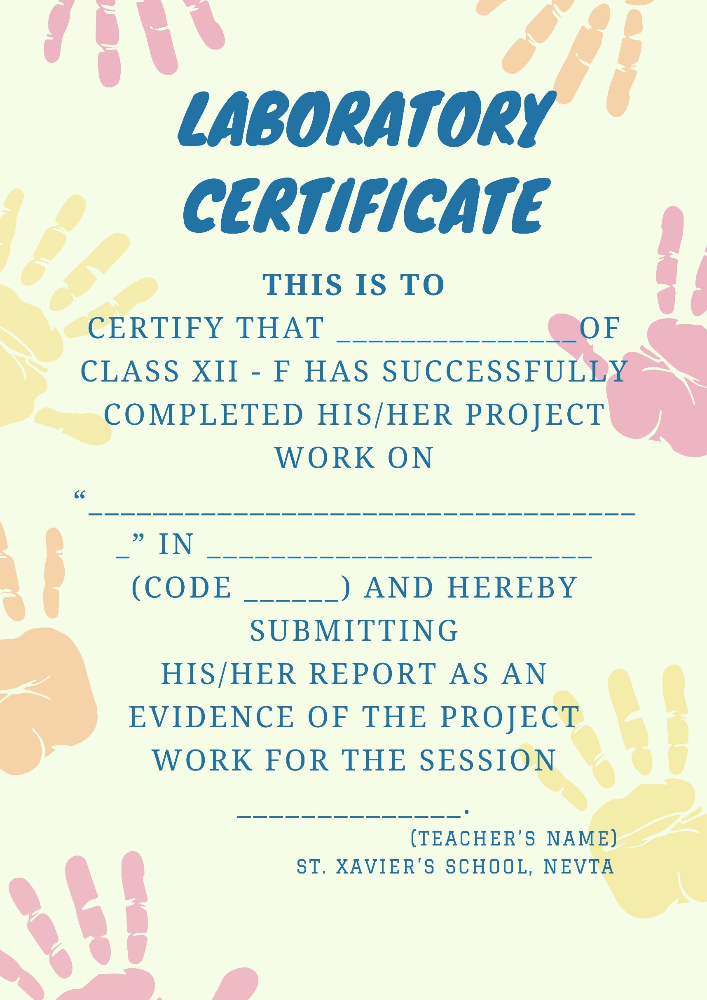 LABORATORY
CERTIFICATE
THIS IS TO
CERTIFY THAT _______________OF
CLASS XII - F HAS SUCCESSFULLY
COMPLETED HIS/HER PROJECT
WORK ON
“__________________________________
_” IN ________________________
(CODE ______) AND HEREBY
SUBMITTING
HIS/HER REPORT AS AN
EVIDENCE OF THE PROJECT
WORK FOR THE SESSION
______________.
(TEACHER'S NAME)
ST. XAVIER'S SCHOOL, NEVTA